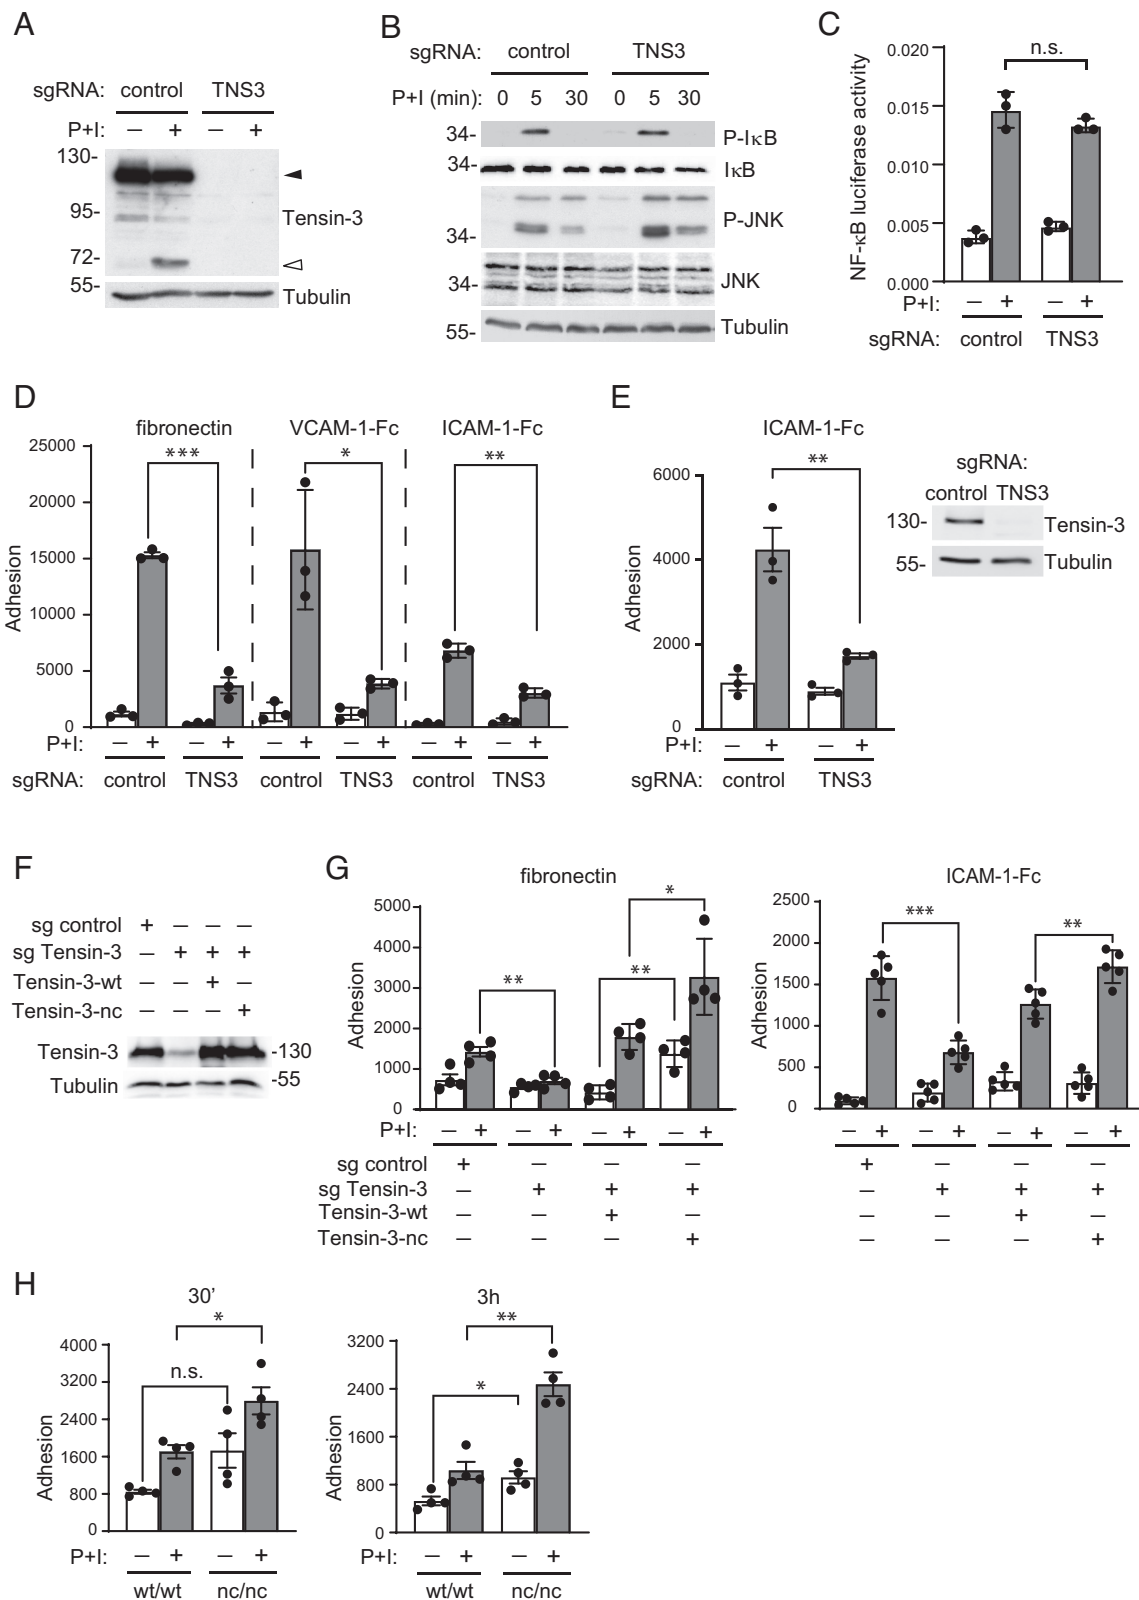 A
sgRNA: control TNS3
P+I: – + – +
130-
95-
Tensin-3
72-
55-
Tubulin
B
sgRNA: control TNS3
P+I (min): 0 5 30 0 5 30
34- P-IκB
34- IκB
P-JNK
34-
34- JNK
55- Tubulin
C
NF-κB luciferase activity
0.020
0.015
0.010
0.005
0.000
n.s.
P+I: – + – +
sgRNA: control TNS3
D
fibronectin VCAM-1-Fc ICAM-1-Fc
Adhesion
25000
20000
15000
10000
5000
0
*** * **
P+I: – + – + – + – + – + – +
sgRNA: control TNS3 control TNS3 control TNS3
E
ICAM-1-Fc
Adhesion
6000
4000
2000
0
**
P+I: – + – +
sgRNA: control TNS3
sgRNA:
control TNS3
130- Tensin-3
55- Tubulin
F
sg control + – – –
sg Tensin-3 – + + +
Tensin-3-wt – – + –
Tensin-3-nc – – – +
Tensin-3 -130
Tubulin -55
G
fibronectin
Adhesion
5000
4000
3000
2000
1000
0
** ** *
P+I: – + – + – + – +
sg control + – – –
sg Tensin-3 – + + +
Tensin-3-wt – – + –
Tensin-3-nc – – – +
ICAM-1-Fc
Adhesion
2500
2000
1500
1000
500
0
*** **
– + – + – + – +
+ – – –
– + + +
– – + –
– – – +
H
30’
Adhesion
4000
3200
2400
1600
800
0
n.s. *
P+I: – + – +
wt/wt nc/nc
3h
Adhesion
3200
2400
1600
800
0
* **
P+I: – + – +
wt/wt nc/nc